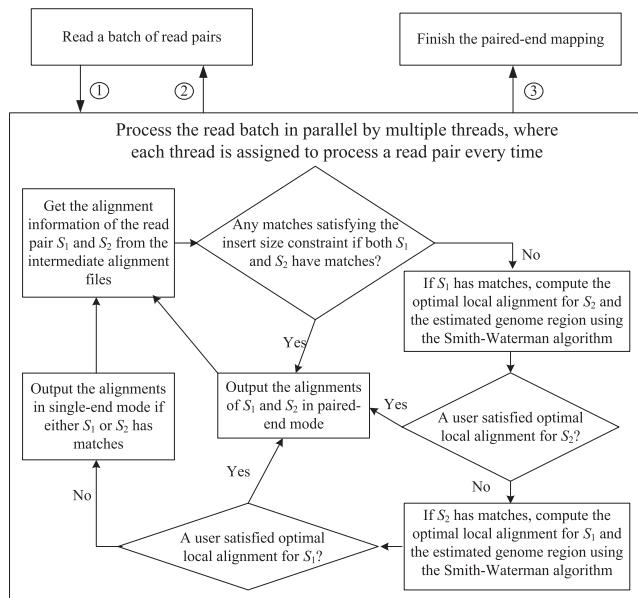 Read a batch of read pairs
Finish the paired-end mapping
①
②
③
Process the read batch in parallel by multiple threads, where
each thread is assigned to process a read pair every time
Get the alignment
information of the read
pair S₁ and S₂ from the
intermediate alignment
files
Any matches satisfying the
insert size constraint if both S₁
and S₂ have matches?
No
If S₁ has matches, compute the
optimal local alignment for S₂ and
the estimated genome region using
the Smith-Waterman algorithm
Yes
Output the alignments
in single-end mode if
either S₁ or S₂ has
matches
Output the alignments
of S₁ and S₂ in paired-
end mode
Yes
A user satisfied optimal
local alignment for S₂?
Yes
No
No
A user satisfied optimal
local alignment for S₁?
If S₂ has matches, compute the
optimal local alignment for S₁ and
the estimated genome region using
the Smith-Waterman algorithm